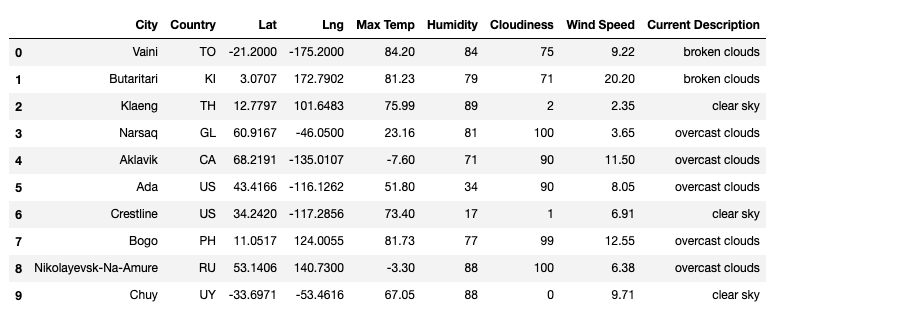 City Country Lat Lng Max Temp Humidity Cloudiness Wind Speed Current Description
0 Vaini TO -21.2000 -175.2000 84.20 84 75 9.22 broken clouds
1 Butaritari KI 3.0707 172.7902 81.23 79 71 20.20 broken clouds
2 Klaeng TH 12.7797 101.6483 75.99 89 2 2.35 clear sky
3 Narsaq GL 60.9167 -46.0500 23.16 81 100 3.65 overcast clouds
4 Aklavik CA 68.2191 -135.0107 -7.60 71 90 11.50 overcast clouds
5 Ada US 43.4166 -116.1262 51.80 34 90 8.05 overcast clouds
6 Crestline US 34.2420 -117.2856 73.40 17 1 6.91 clear sky
7 Bogo PH 11.0517 124.0055 81.73 77 99 12.55 overcast clouds
8 Nikolayevsk-Na-Amure RU 53.1406 140.7300 -3.30 88 100 6.38 overcast clouds
9 Chuy UY -33.6971 -53.4616 67.05 88 0 9.71 clear sky